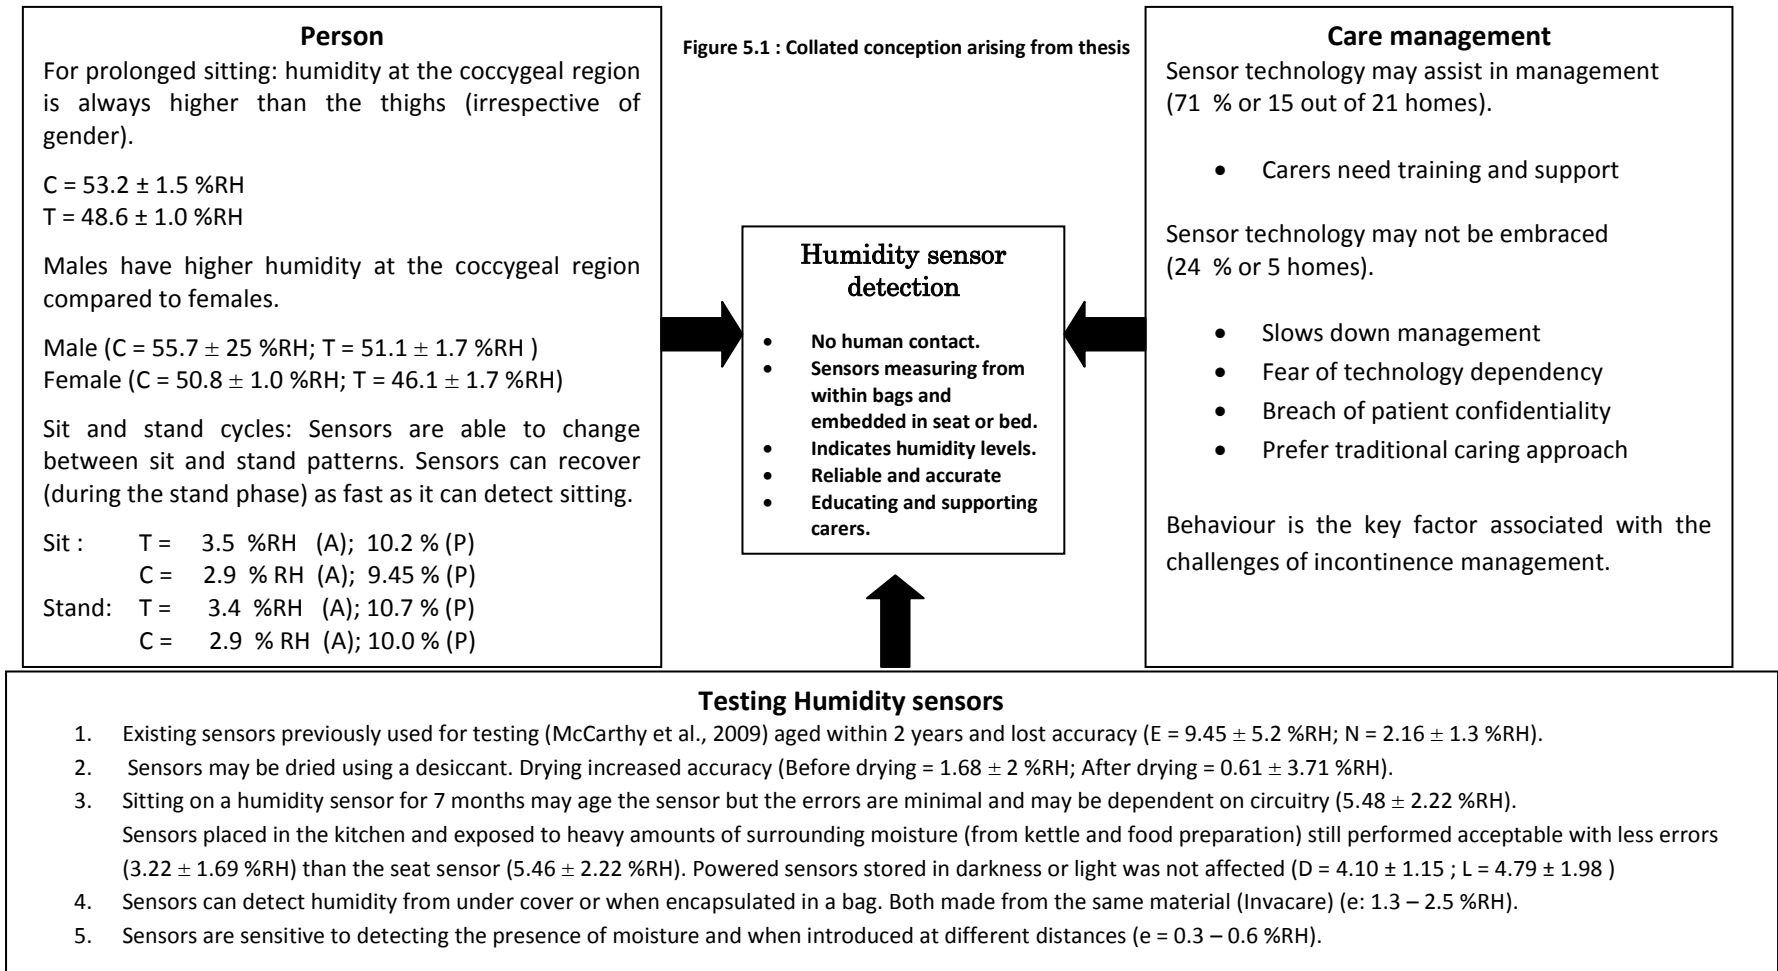 Person
For prolonged sitting: humidity at the coccygeal region
is always higher than the thighs (irrespective of
gender).
C = 53.2 ± 1.5 %RH
T = 48.6 ± 1.0 %RH
Males have higher humidity at the coccygeal region
compared to females.
Male (C = 55.7 ± 25 %RH; T = 51.1 ± 1.7 %RH )
Female (C = 50.8 ± 1.0 %RH; T = 46.1 ± 1.7 %RH)
Sit and stand cycles: Sensors are able to change
between sit and stand patterns. Sensors can recover
(during the stand phase) as fast as it can detect sitting.
Sit : T = 3.5 %RH (A); 10.2 % (P)
C = 2.9 % RH (A); 9.45 % (P)
Stand: T = 3.4 %RH (A); 10.7 % (P)
C = 2.9 % RH (A); 10.0 % (P)
Figure 5.1 : Collated conception arising from thesis
Humidity sensor
detection
• No human contact.
• Sensors measuring from
within bags and
embedded in seat or bed.
• Indicates humidity levels.
• Reliable and accurate
• Educating and supporting
carers.
Care management
Sensor technology may assist in management
(71 % or 15 out of 21 homes).
• Carers need training and support
Sensor technology may not be embraced
(24 % or 5 homes).
• Slows down management
• Fear of technology dependency
• Breach of patient confidentiality
• Prefer traditional caring approach
Behaviour is the key factor associated with the
challenges of incontinence management.
Testing Humidity sensors
1. Existing sensors previously used for testing (McCarthy et al., 2009) aged within 2 years and lost accuracy (E = 9.45 ± 5.2 %RH; N = 2.16 ± 1.3 %RH).
2. Sensors may be dried using a desiccant. Drying increased accuracy (Before drying = 1.68 ± 2 %RH; After drying = 0.61 ± 3.71 %RH).
3. Sitting on a humidity sensor for 7 months may age the sensor but the errors are minimal and may be dependent on circuitry (5.48 ± 2.22 %RH).
Sensors placed in the kitchen and exposed to heavy amounts of surrounding moisture (from kettle and food preparation) still performed acceptable with less errors
(3.22 ± 1.69 %RH) than the seat sensor (5.46 ± 2.22 %RH). Powered sensors stored in darkness or light was not affected (D = 4.10 ± 1.15 ; L = 4.79 ± 1.98 )
4. Sensors can detect humidity from under cover or when encapsulated in a bag. Both made from the same material (Invacare) (e: 1.3 – 2.5 %RH).
5. Sensors are sensitive to detecting the presence of moisture and when introduced at different distances (e = 0.3 – 0.6 %RH).